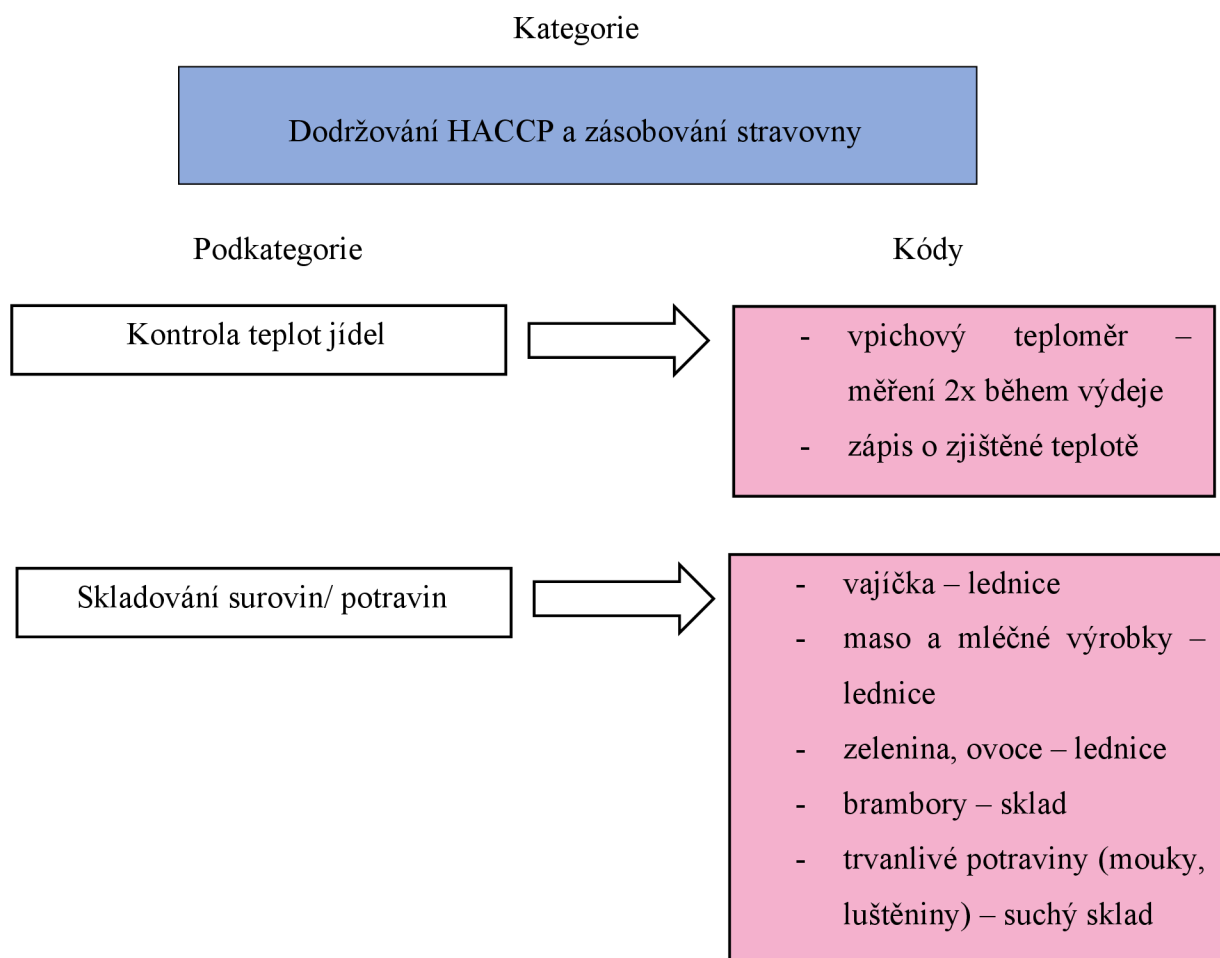 Kategorie
Dodržování HACCP a zásobování stravovny
Podkategorie
Kódy
Kontrola teplot jídel
- vpichový teploměr –
měření 2x během výdeje
- zápis o zjištěné teplotě
Skladování surovin/ potravin
- vajíčka – lednice
- maso a mléčné výrobky –
lednice
- zelenina, ovoce – lednice
- brambory – sklad
- trvanlivé potraviny (mouky,
luštěniny) – suchý sklad